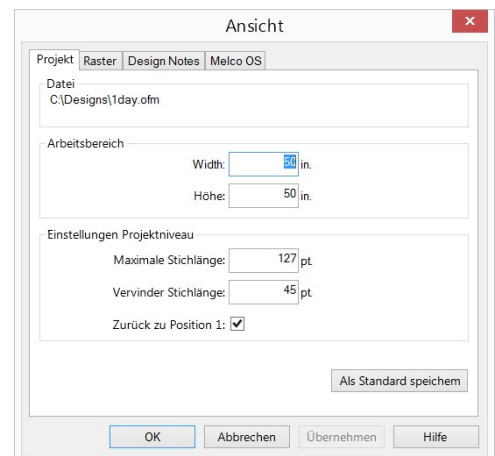 Ansicht
Projekt Raster Design Notes Melco OS
Datei
C:\Designs\1day.ofm
Arbeitsbereich
Width: 50 in.
Höhe: 50 in.
Einstellungen Projektniveau
Maximale Stichlänge: 127 pt.
Vervinder Stichlänge: 45 pt.
Zurück zu Position 1:
Als Standard speichem
OK Abbrechen Übernehmen Hilfe